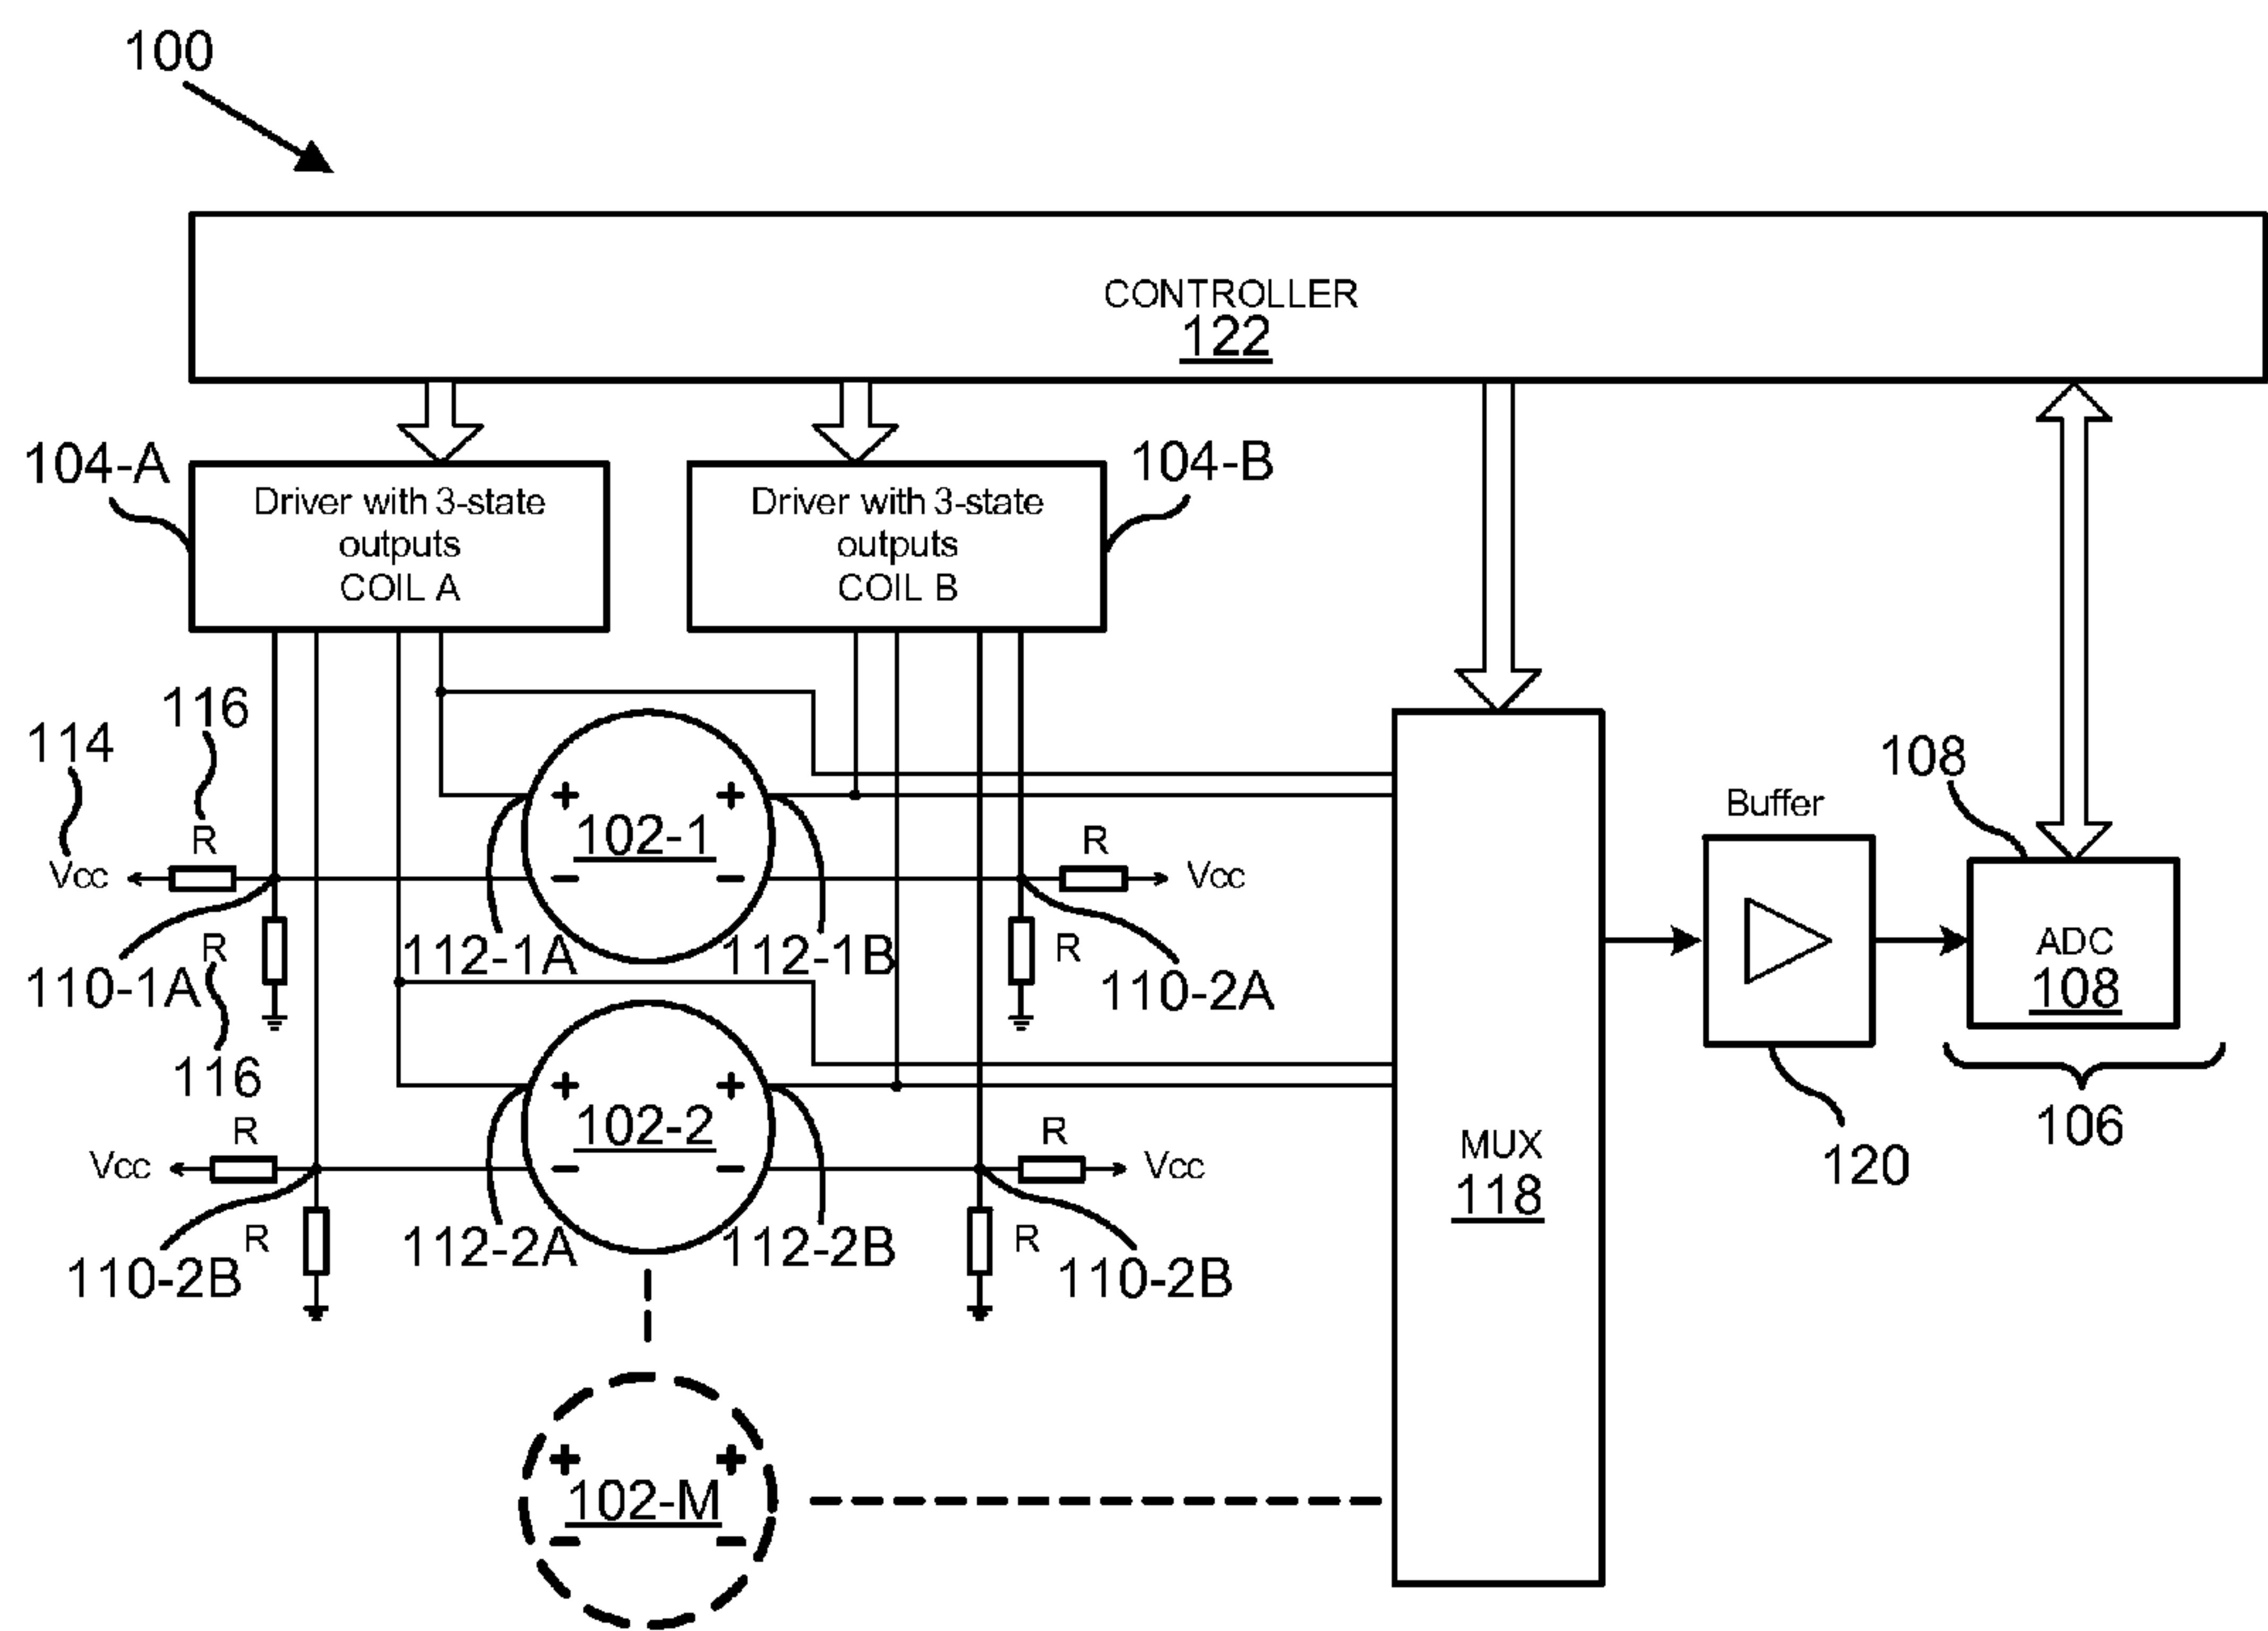 100
CONTROLLER
122
104-A
Driver with 3-state
outputs
COIL A
Driver with 3-state
outputs
COIL B
104-B
116
114
R
Vcc
+ +
102-1
- -
R
Vcc
108
Buffer
R
110-1A
116
112-1A
112-1B
R
110-2A
ADC
108
106
120
MUX
118
R
Vcc
+ +
102-2
- -
R
Vcc
R
110-2B
112-2A
112-2B
R
110-2B
+ +
102-M
- -